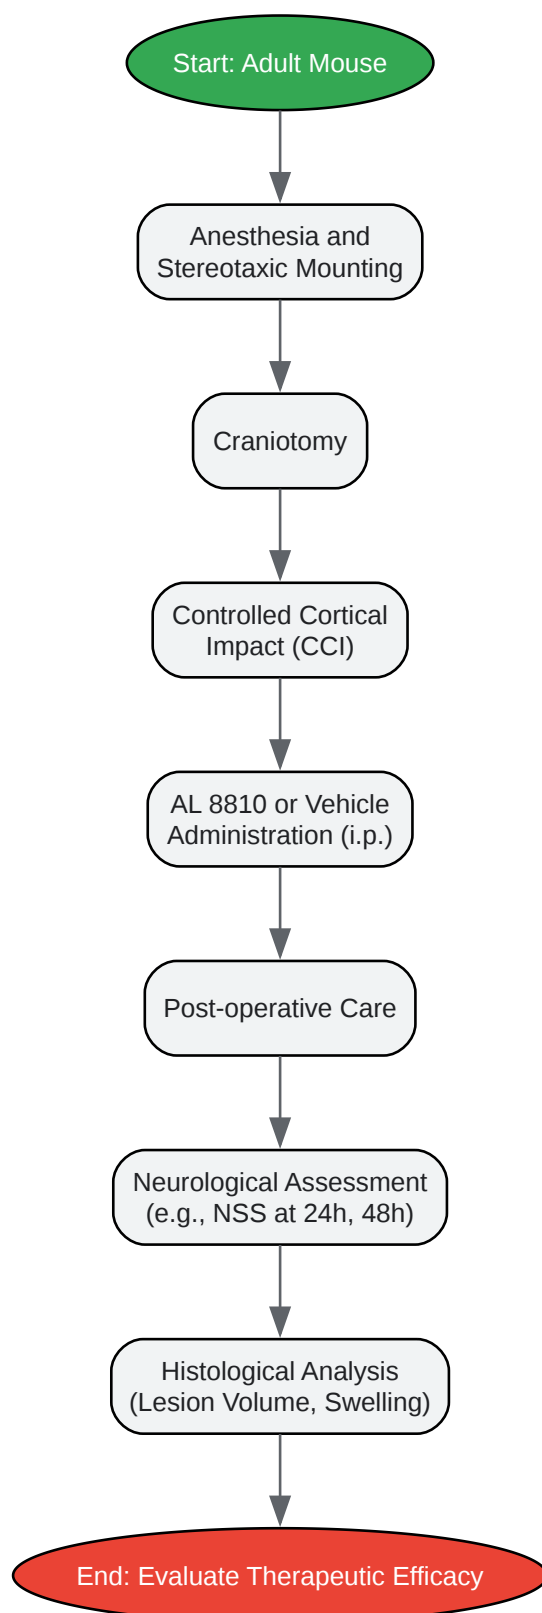 Start: Adult Mouse
Anesthesia and
Stereotaxic Mounting
Craniotomy
Controlled Cortical
Impact (CCI)
AL 8810 or Vehicle
Administration (i.p.)
Post-operative Care
Neurological Assessment
(e.g., NSS at 24h, 48h)
Histological Analysis
(Lesion Volume, Swelling)
End: Evaluate Therapeutic Efficacy